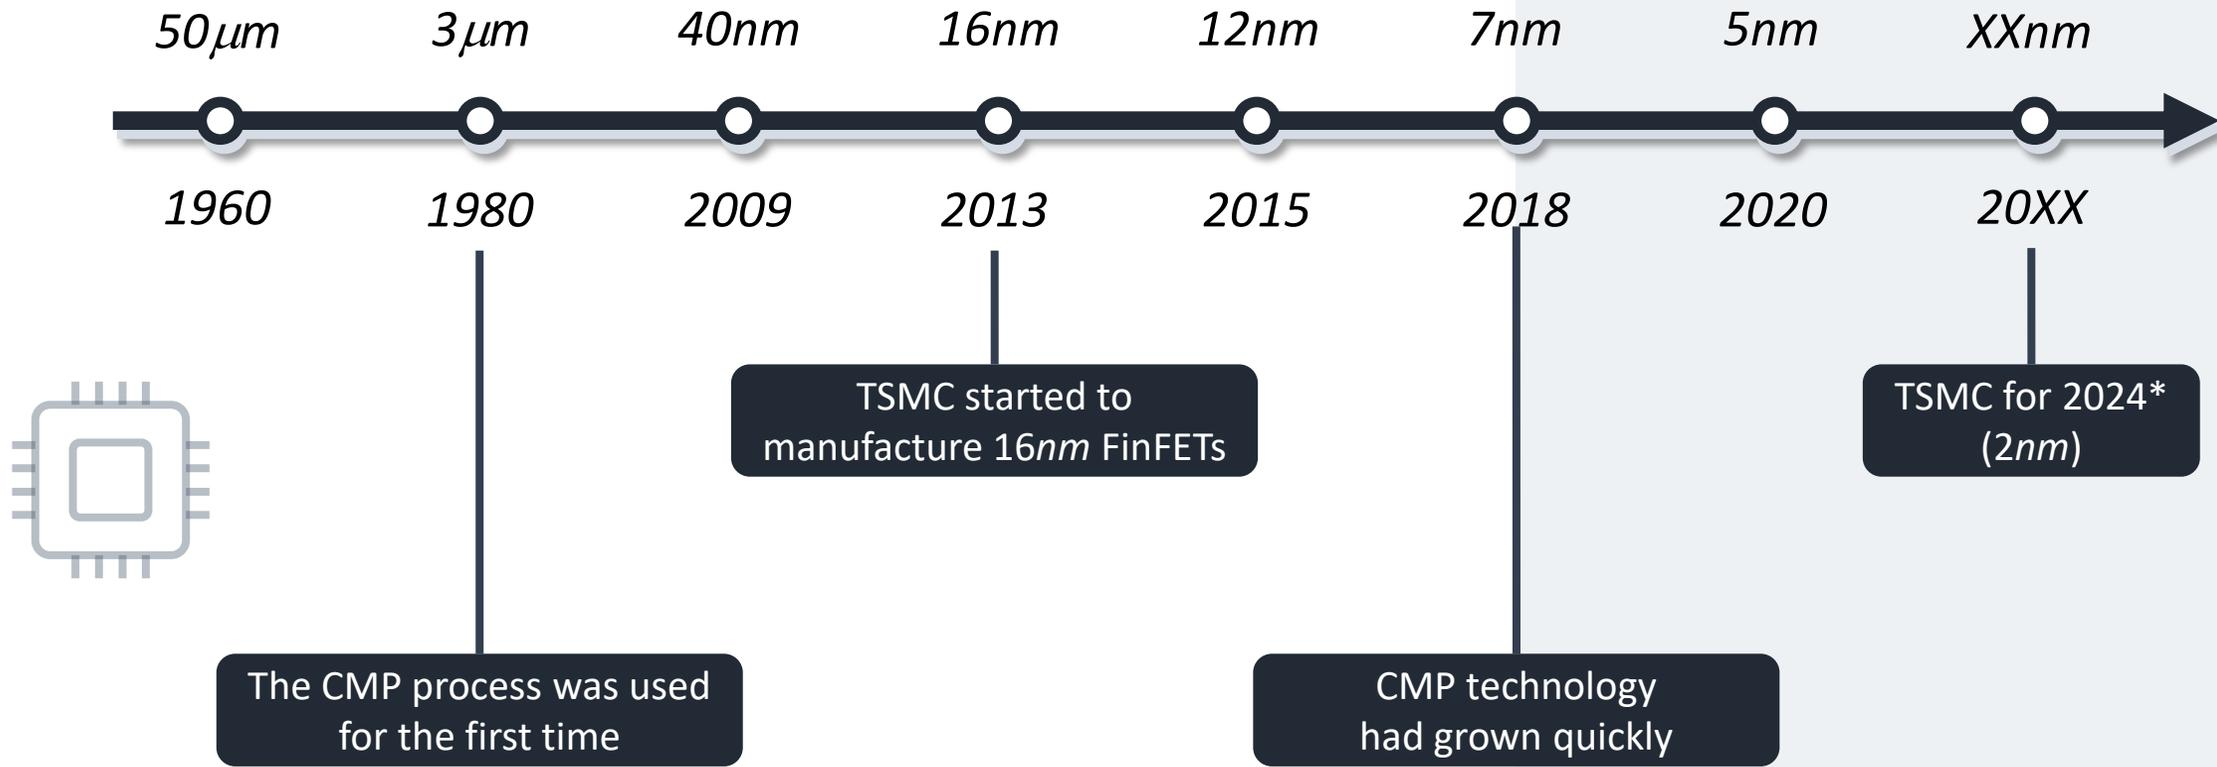 50μm 3μm 40nm 16nm 12nm 7nm 5nm XXnm
1960 1980 2009 2013 2015 2018 2020 20XX
TSMC started to
manufacture 16nm FinFETs
TSMC for 2024*
(2nm)
The CMP process was used
for the first time
CMP technology
had grown quickly